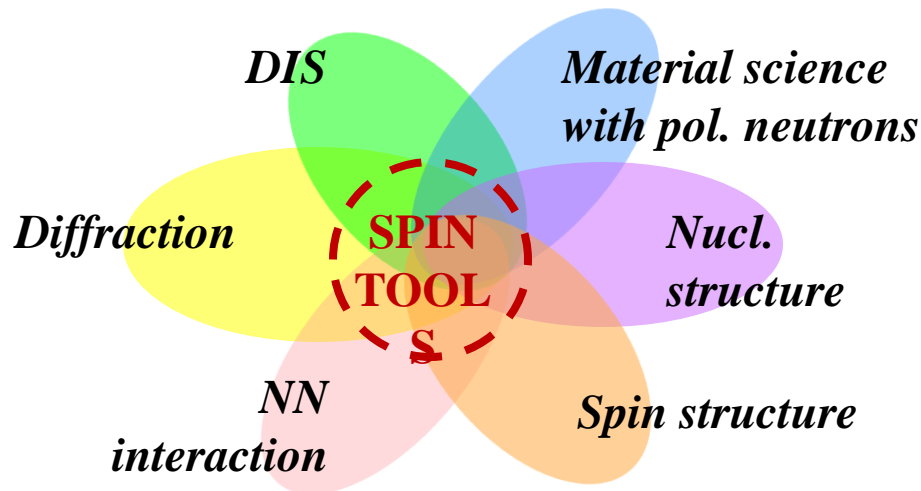 DIS
Material science
with pol. neutrons
Diffraction
SPIN
TOOL
S
Nucl.
structure
NN
interaction
Spin structure